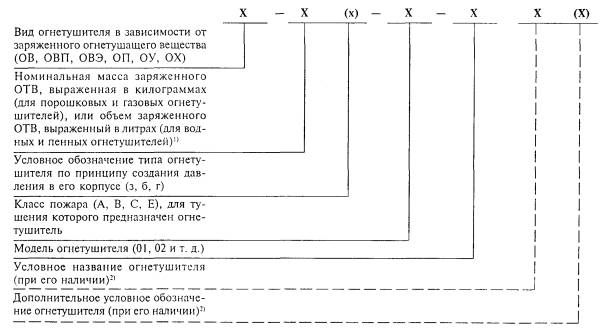 X – X (х) – X – X X (X)
Вид огнетушителя в зависимости от
заряженного огнетушащего вещества
(ОВ, ОВП, ОВЭ, ОП, ОУ, ОХ)
Номинальная масса заряженного
ОТВ, выраженная в килограммах
(для порошковых и газовых огнету-
шителей), или объем заряженного
ОТВ, выраженный в литрах (для вод-
ных и пенных огнетушителей)¹⁾
Условное обозначение типа огнету-
шителя по принципу создания дав-
ления в его корпусе (з, б, г)
Класс пожара (А, В, С, Е), для ту-
шения которого предназначен огне-
тушитель
Модель огнетушителя (01, 02 и т. д.)
Условное название огнетушителя
(при его наличии)²⁾
Дополнительное условное обозначе-
ние огнетушителя (при его наличии)²⁾